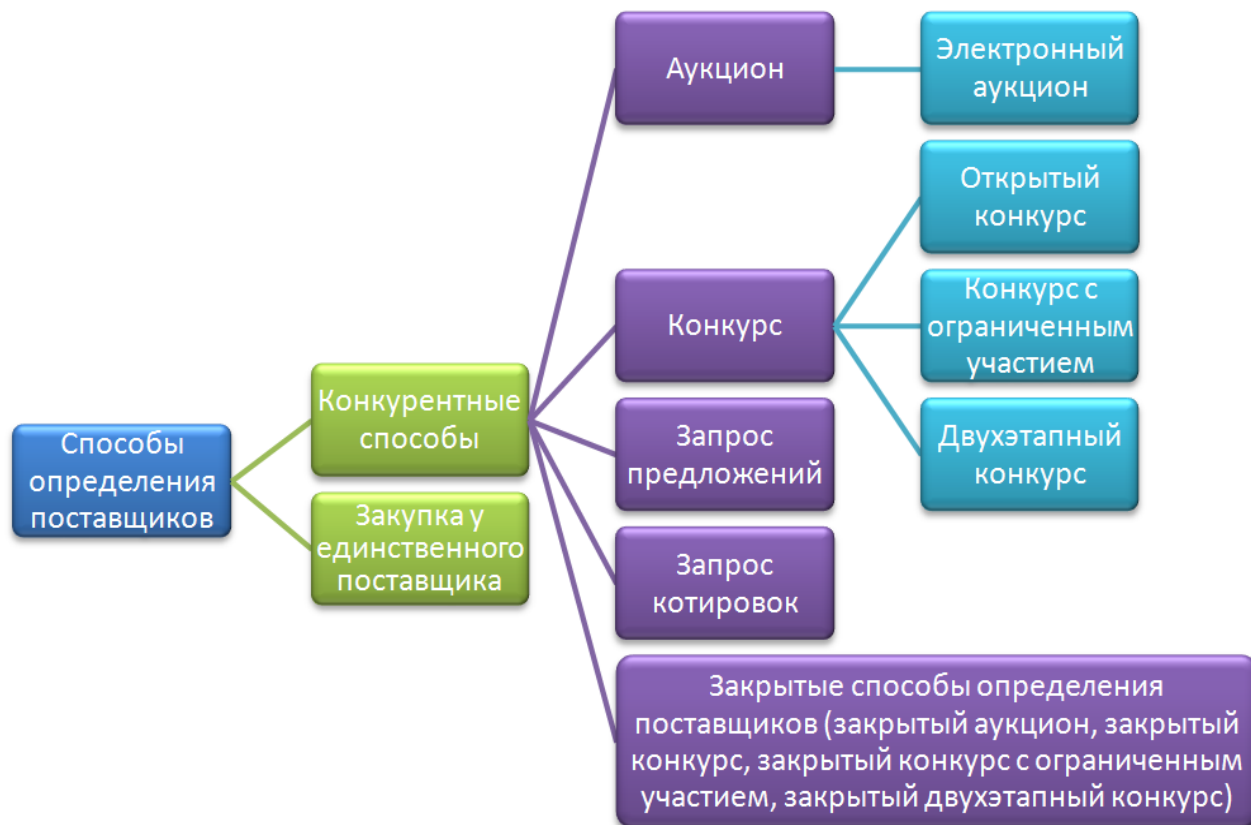 Способы
определения
поставщиков
Конкурентные
способы
Закупка у
единственного
поставщика
Аукцион
Электронный
аукцион
Конкурс
Открытый
конкурс
Конкурс с
ограниченным
участием
Двухэтапный
конкурс
Запрос
предложений
Запрос
котировок
Закрытые способы определения
поставщиков (закрытый аукцион, закрытый
конкурс, закрытый конкурс с ограниченным
участием, закрытый двухэтапный конкурс)